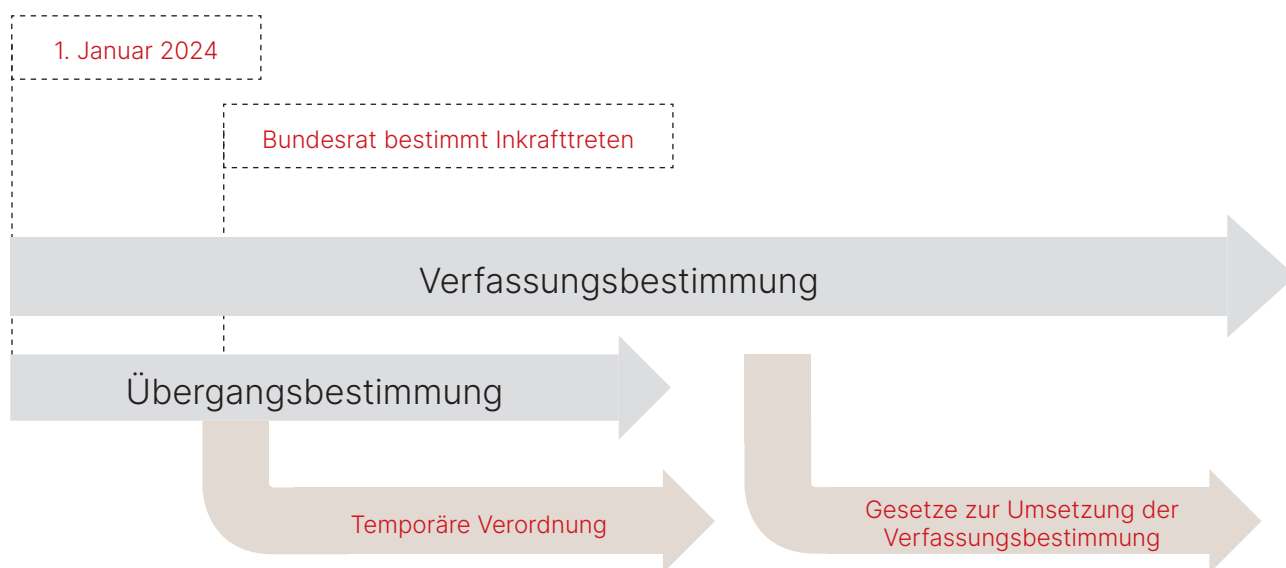 1. Januar 2024
Bundesrat bestimmt Inkrafttreten
Verfassungsbestimmung
Übergangsbestimmung
Temporäre Verordnung
Gesetze zur Umsetzung der
Verfassungsbestimmung